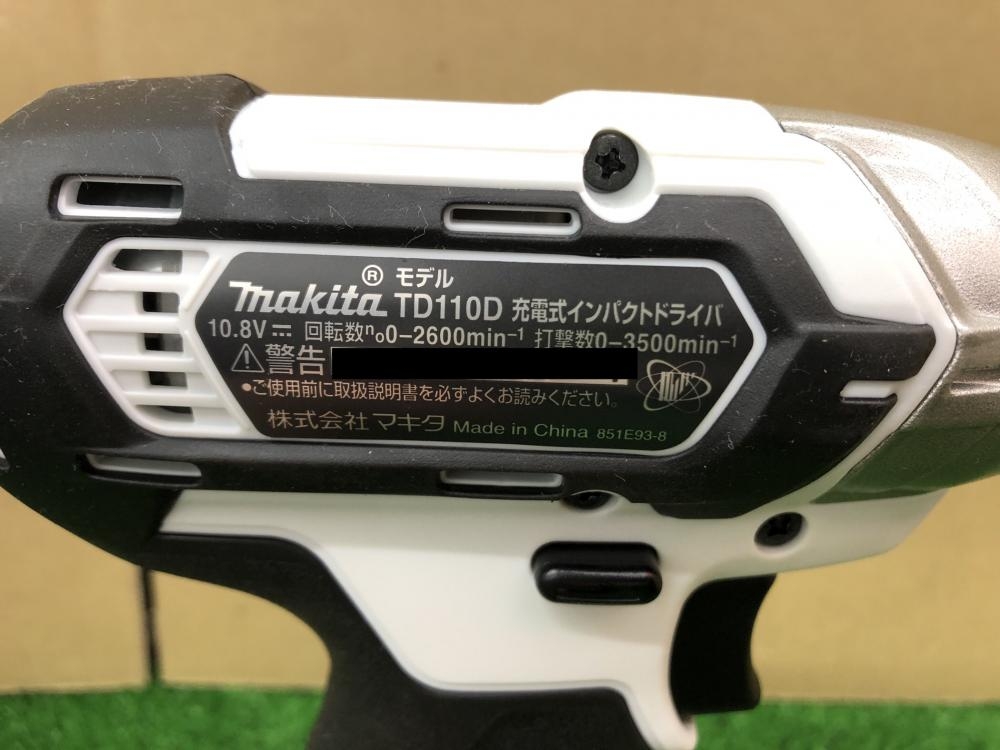 ® モデル
makita TD110D 充電式インパクトドライバ
10.8V⎓ 回転数n₀0-2600min⁻¹ 打撃数0-3500min⁻¹
⚠警告
●ご使用前に取扱説明書を必ずよくお読みください。
株式会社マキタ Made in China 851E93-8